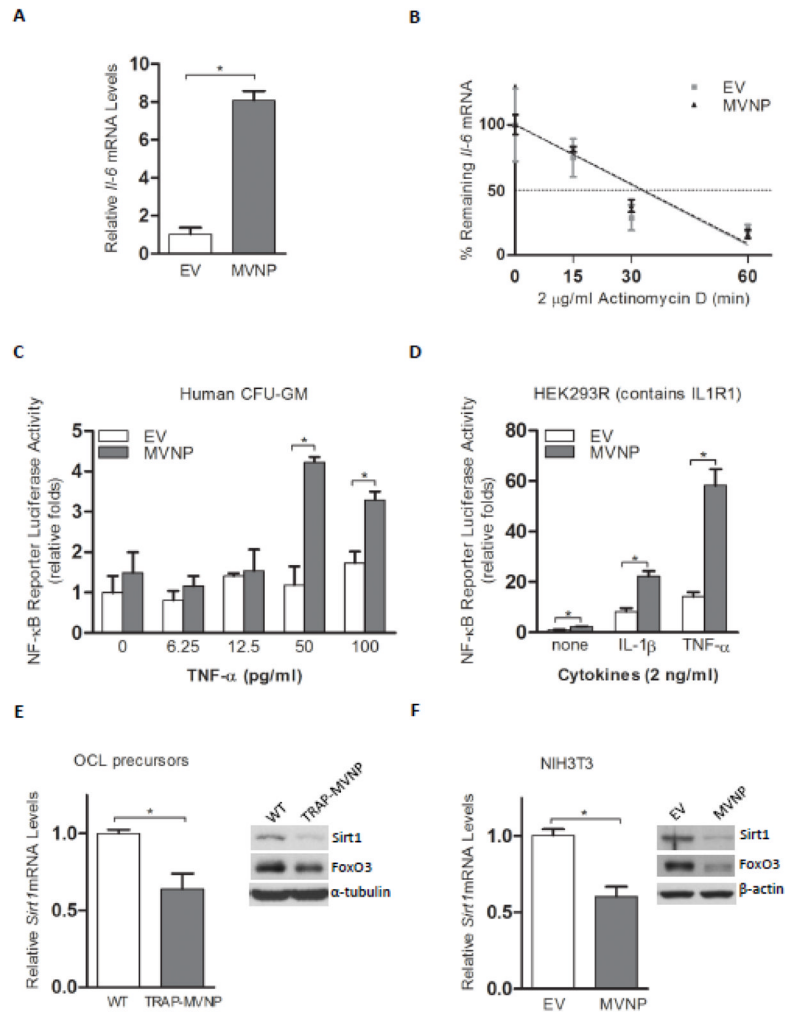 A
Relative Il-6 mRNA Levels
10
8
6
4
2
0
*
EV
MVNP
B
% Remaining Il-6 mRNA
100
50
0
EV
MVNP
0 15 30 60
2 μg/ml Actinomycin D (min)
C
Human CFU-GM
NF-κB Reporter Luciferase Activity
(relative folds)
5
4
3
2
1
0
EV
MVNP
* *
0 6.25 12.5 50 100
TNF-α (pg/ml)
D
HEK293R (contains IL1R1)
NF-κB Reporter Luciferase Activity
(relative folds)
80
60
40
20
0
EV
MVNP
* * *
none IL-1β TNF-α
Cytokines (2 ng/ml)
E
OCL precursors
Relative Sirt1mRNA Levels
1.0
0.5
0.0
*
WT TRAP-MVNP
WT TRAP-MVNP
Sirt1
FoxO3
α-tubulin
F
NIH3T3
Relative Sirt1mRNA Levels
1.0
0.5
0.0
*
EV MVNP
EV MVNP
Sirt1
FoxO3
β-actin